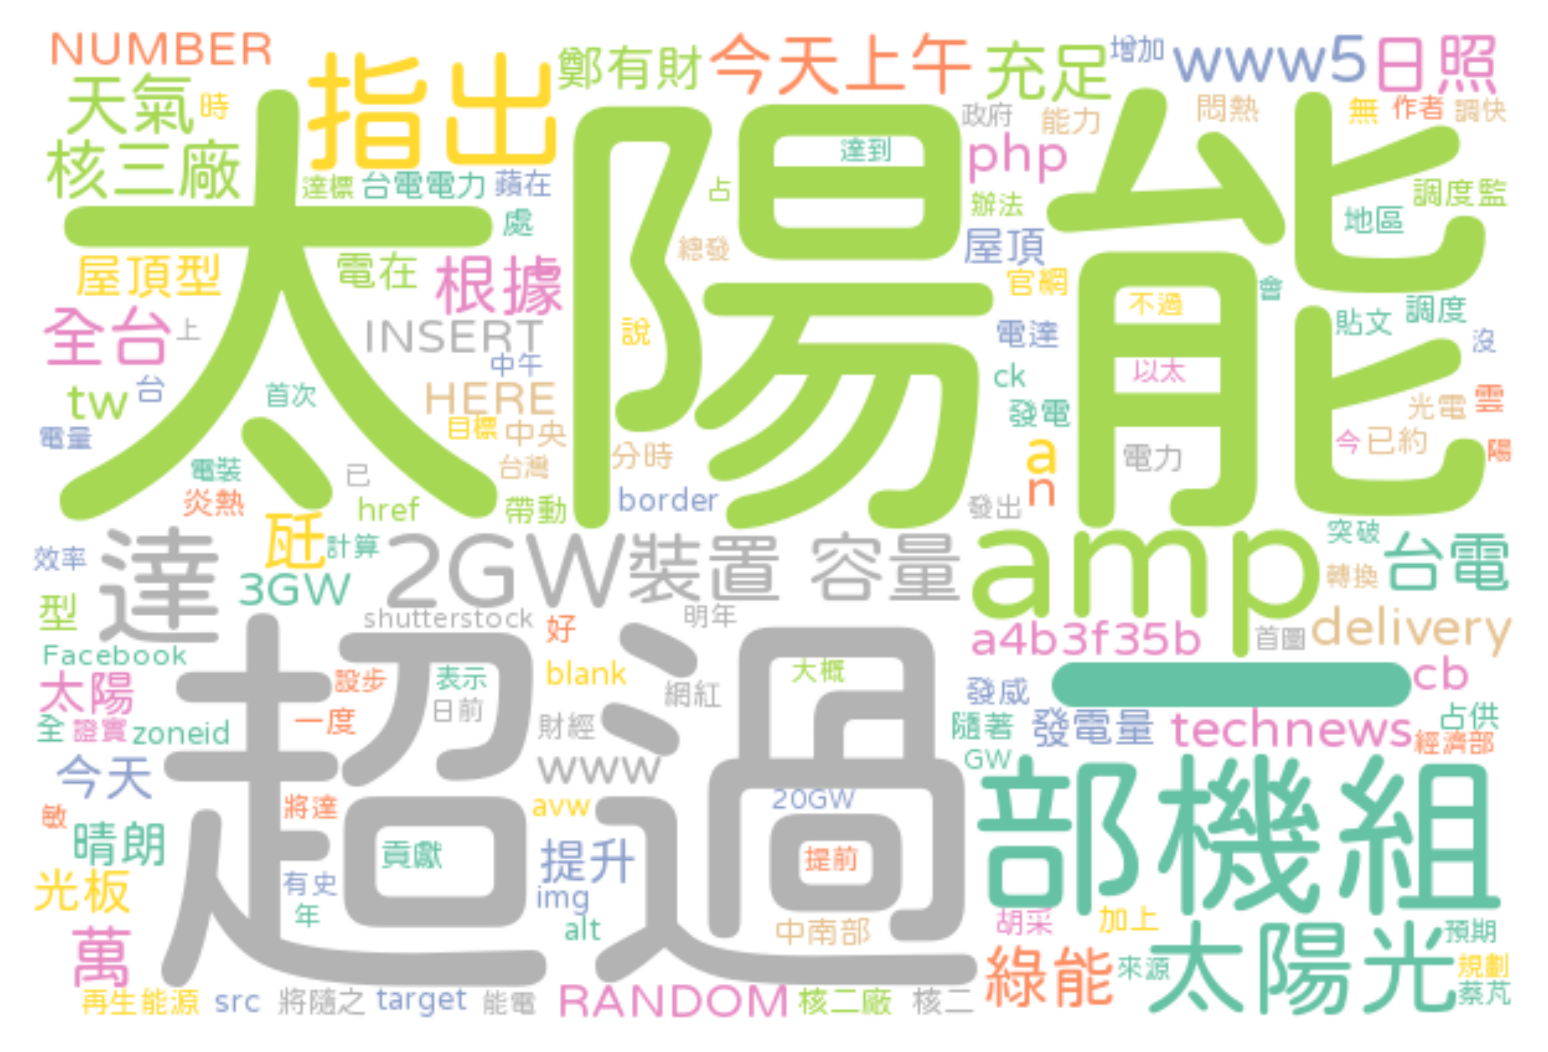 NUMBER
指出
鄭有財
今天上午
充足
增加
www5
日照
天氣
時
政府
能力
悶熱
無
作者
調快
核三廠
達標
台電電力
蘋在
太陽能
達到
占
php
辦法
調度監
地區
處
總發
屋頂
屋頂型
電在
根據
官網
會
不過
全台
上
INSERT
說
電達
貼文
調度
沒
中午
以太
tw
台
首次
HERE
ck
光電
雲
電量
目標
中央
發電
a
n
今
已約
陽
電裝
已
台灣
分時
電力
炎熱
href
帶動
border
發出
瓩
計算
2GW
裝置
容量
amp
突破
台電
效率
達
3GW
轉換
型
shutterstock
明年
好
a4b3f35b
首圖
delivery
Facebook
超過
太陽
設步
表示
blank
網紅
大概
發威
一
cb
日前
全
證實
zoneid
一度
財經
隨著
發電量
technews
占供
經濟部
今天
www
GW
部機組
敏
將達
avw
20GW
晴朗
貢獻
提升
提前
光板
有史
年
img
alt
中南部
胡采
加上
太陽光
預期
萬
綠能
來源
規劃
蔡芃
再生能源
src
將隨之
target
能電
RANDOM
核二廠
核二